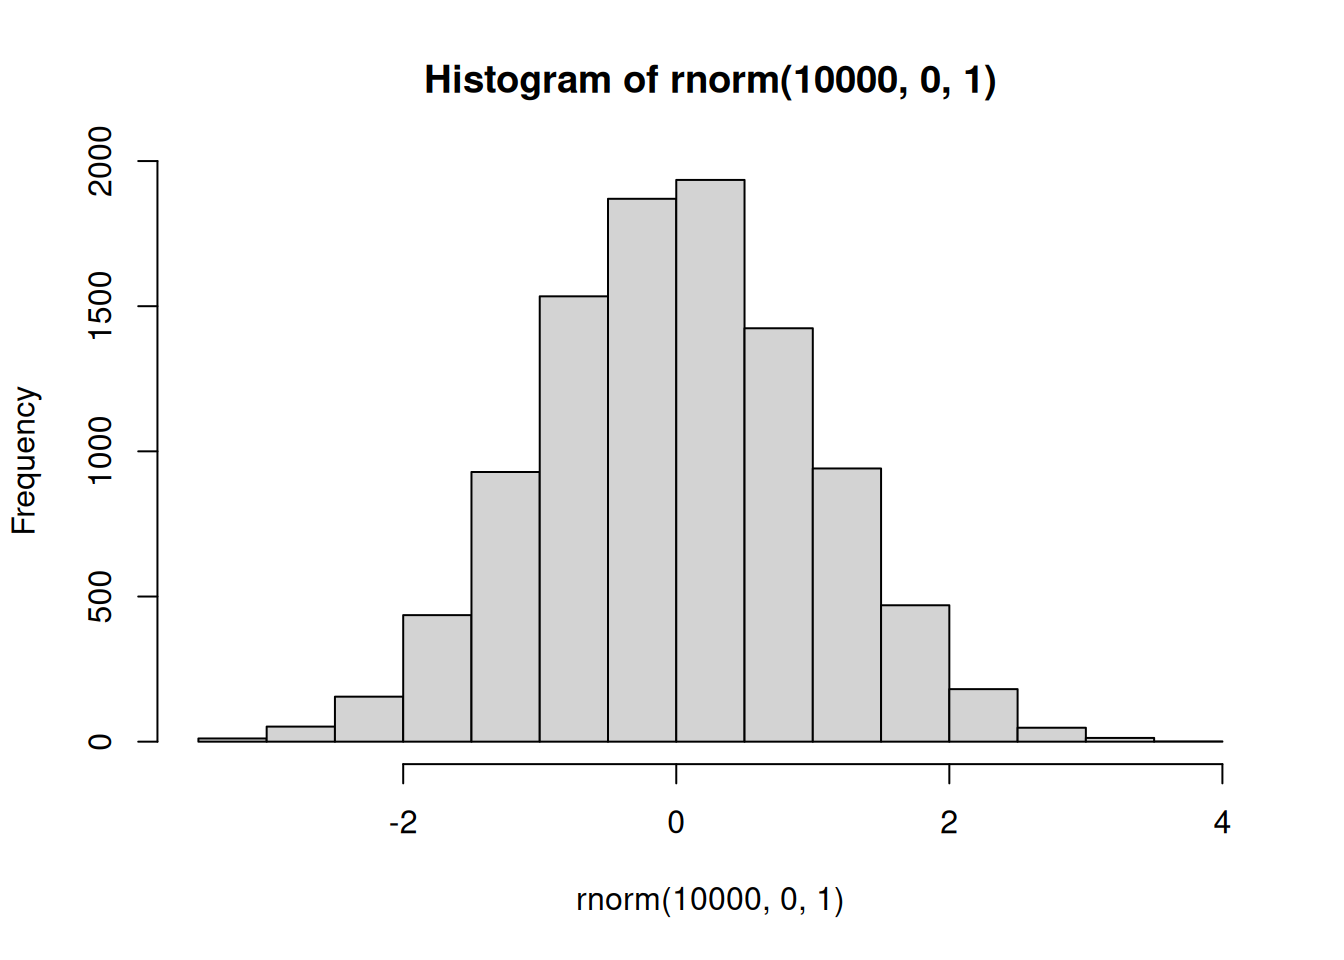 Histogram of rnorm(10000, 0, 1)
Frequency
2000
1500
1000
500
0
-2 0 2 4
rnorm(10000, 0, 1)